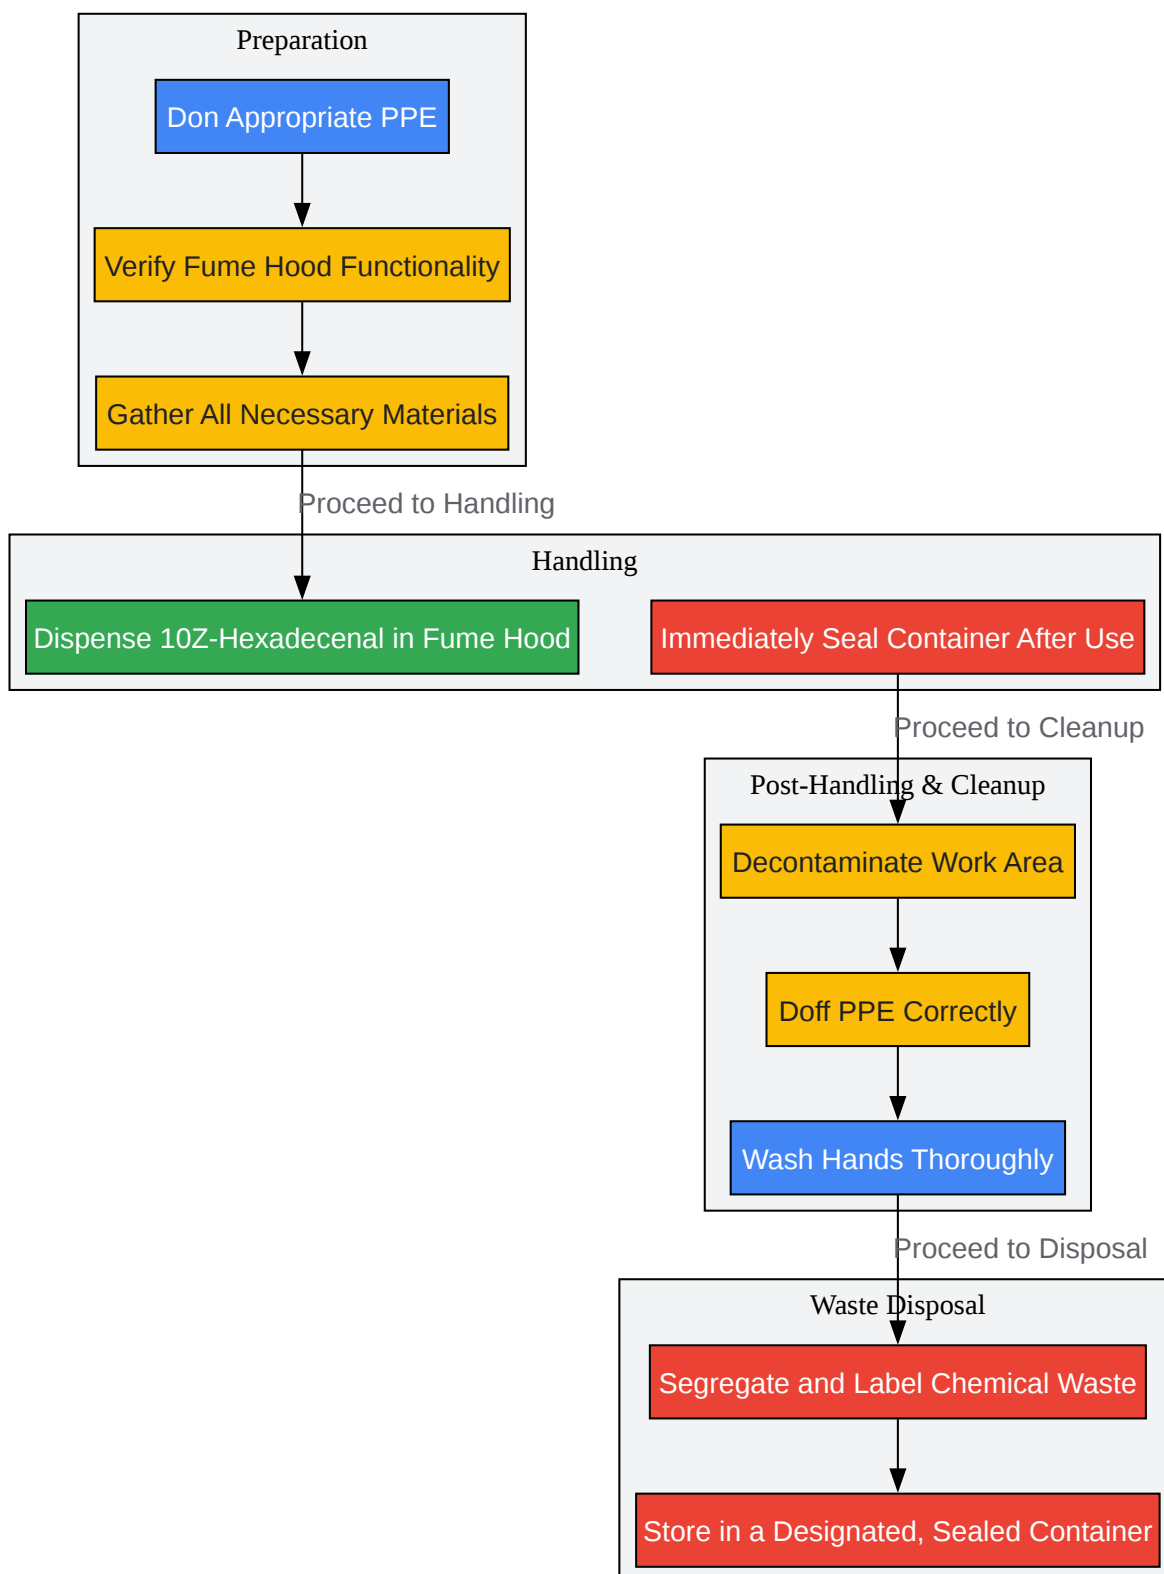 Preparation
Don Appropriate PPE
Verify Fume Hood Functionality
Gather All Necessary Materials
Proceed to Handling
Handling
Dispense 10Z-Hexadecenal in Fume Hood
Immediately Seal Container After Use
Proceed to Cleanup
Post-Handling & Cleanup
Decontaminate Work Area
Doff PPE Correctly
Wash Hands Thoroughly
Proceed to Disposal
Waste Disposal
Segregate and Label Chemical Waste
Store in a Designated, Sealed Container